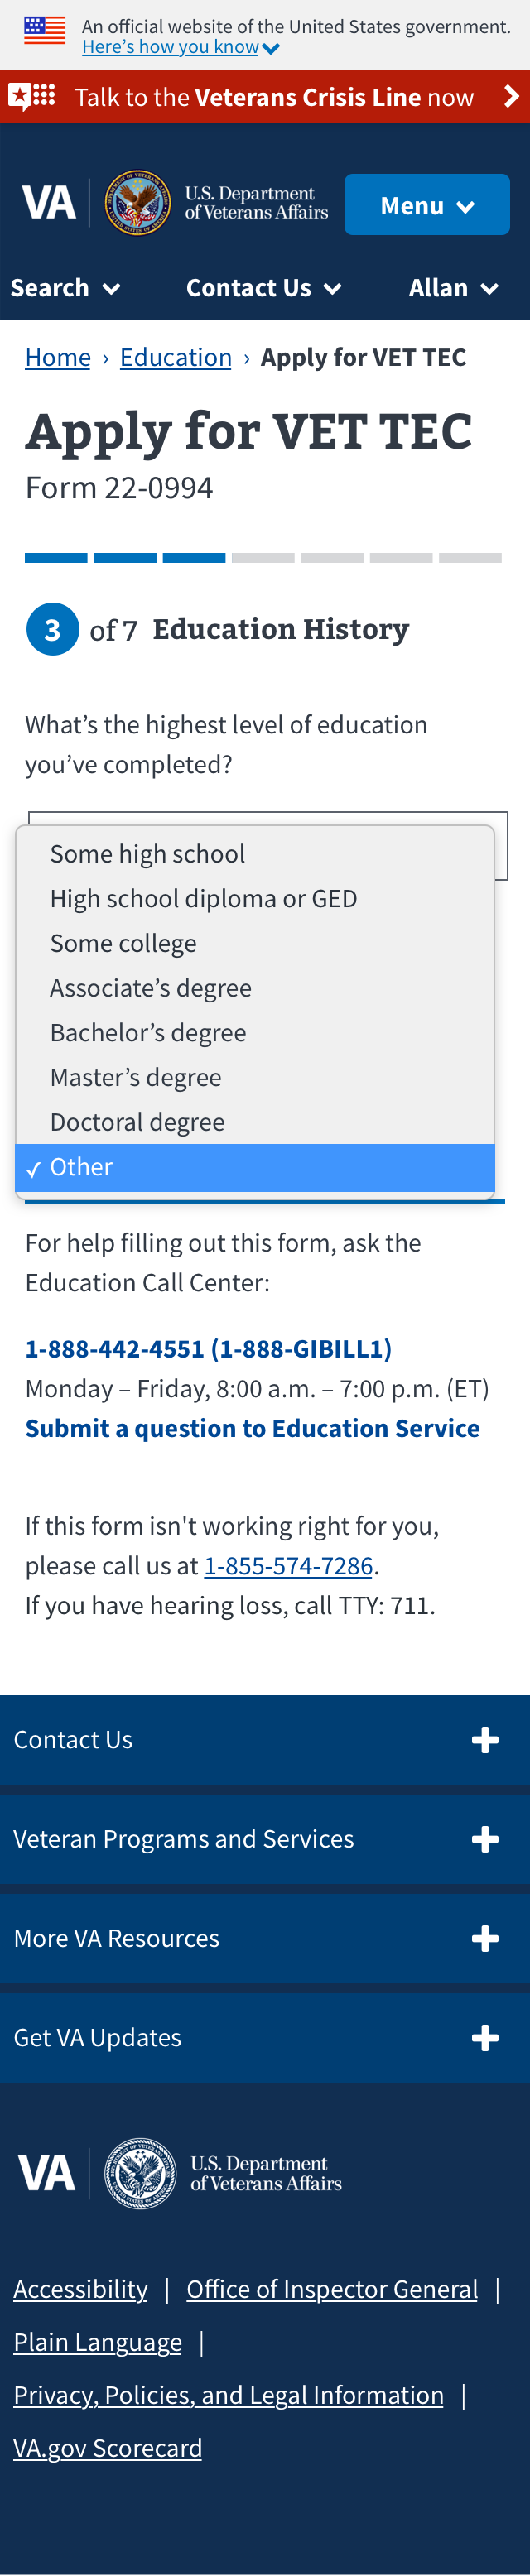 An official website of the United States government.
Here’s how you know
Talk to the Veterans Crisis Line now
VA
U.S. Department
of Veterans Affairs
Menu
Search
Contact Us
Allan
Home › Education › Apply for VET TEC
Apply for VET TEC
Form 22-0994
3 of 7 Education History
What’s the highest level of education
you’ve completed?
Some high school
High school diploma or GED
Some college
Associate’s degree
Bachelor’s degree
Master’s degree
Doctoral degree
✓ Other
For help filling out this form, ask the
Education Call Center:
1-888-442-4551 (1-888-GIBILL1)
Monday – Friday, 8:00 a.m. – 7:00 p.m. (ET)
Submit a question to Education Service
If this form isn't working right for you,
please call us at 1-855-574-7286.
If you have hearing loss, call TTY: 711.
Contact Us
Veteran Programs and Services
More VA Resources
Get VA Updates
VA
U.S. Department
of Veterans Affairs
Accessibility | Office of Inspector General |
Plain Language |
Privacy, Policies, and Legal Information |
VA.gov Scorecard